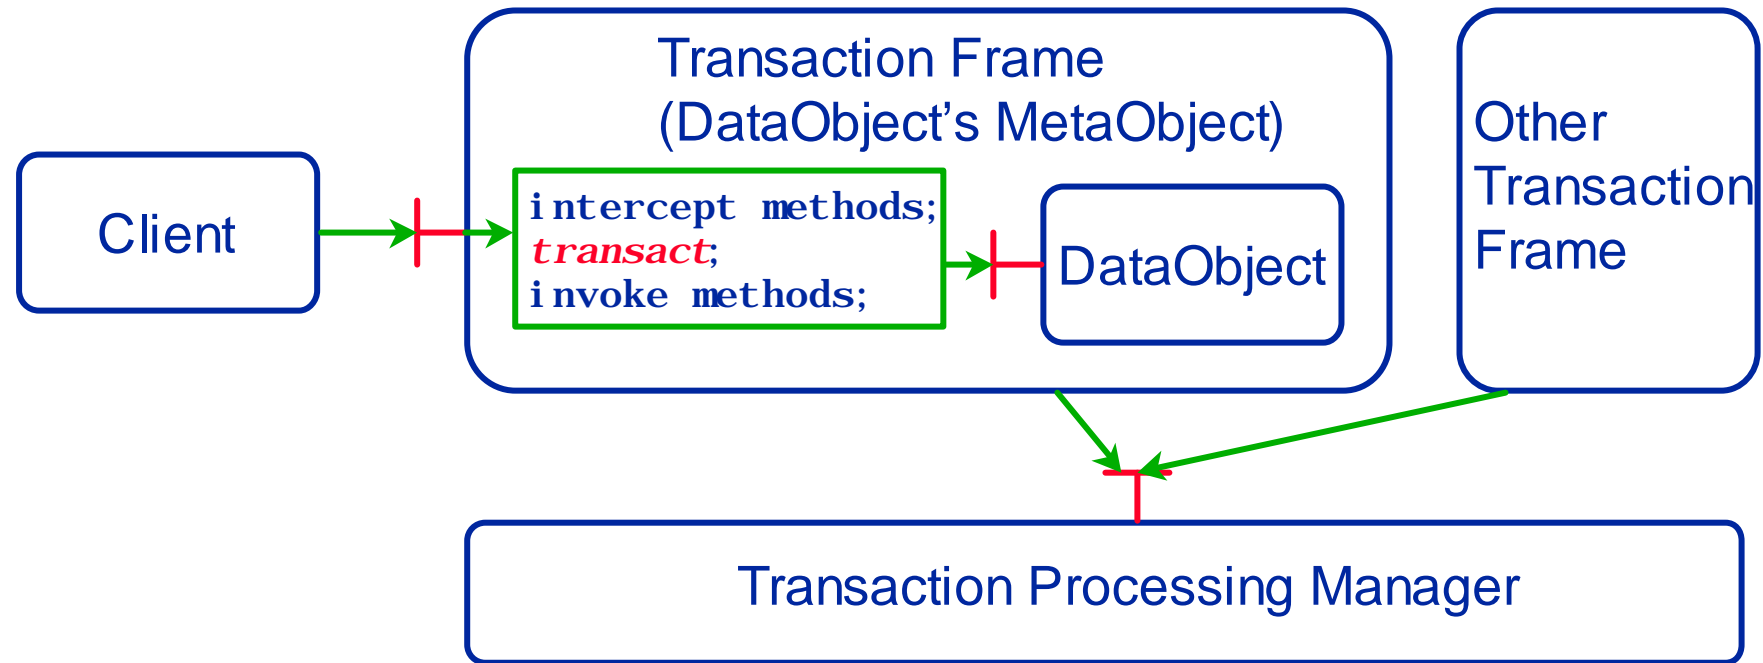 Transaction Frame
(DataObject’s MetaObject)
Other
Transaction
Frame
Client
intercept methods;
transact;
invoke methods;
DataObject
Transaction Processing Manager